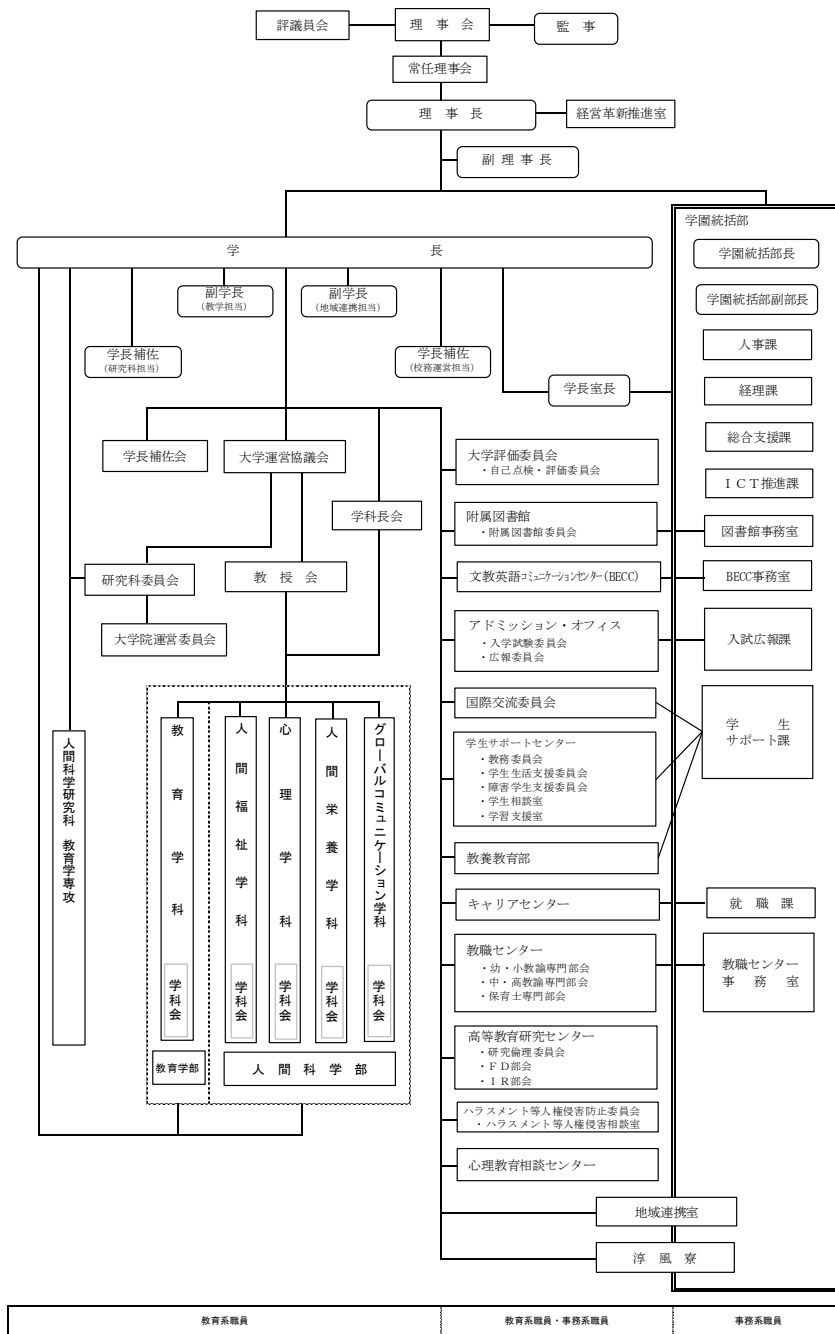 評議員会
理事会
監事
常任理事会
理事長
経営革新推進室
副理事長
学長
副学長
(教学担当)
副学長
(地域連携担当)
学長補佐
(研究科担当)
学長補佐
(校務運営担当)
学長室長
学園統括部
学園統括部長
学園統括部副部長
人事課
経理課
総合支援課
ICT推進課
図書館事務室
BECC事務室
入試広報課
学生
サポート課
就職課
教職センター
事務室
学長補佐会
大学運営協議会
学科長会
研究科委員会
教授会
大学院運営委員会
人間科学研究科 教育学専攻
教育学科
学科会
人間福祉学科
学科会
心理学科
学科会
人間栄養学科
学科会
グローバルコミュニケーション学科
学科会
教育学部
人間科学部
大学評価委員会
・自己点検・評価委員会
附属図書館
・附属図書館委員会
文教英語コミュニケーションセンター(BECC)
アドミッション・オフィス
・入学試験委員会
・広報委員会
国際交流委員会
学生サポートセンター
・教務委員会
・学生生活支援委員会
・障害学生支援委員会
・学生相談室
・学習支援室
教養教育部
キャリアセンター
教職センター
・幼・小教諭専門部会
・中・高教諭専門部会
・保育士専門部会
高等教育研究センター
・研究倫理委員会
・FD部会
・IR部会
ハラスメント等人権侵害防止委員会
・ハラスメント等人権侵害相談室
心理教育相談センター
地域連携室
淳風寮
教育系職員
教育系職員・事務系職員
事務系職員